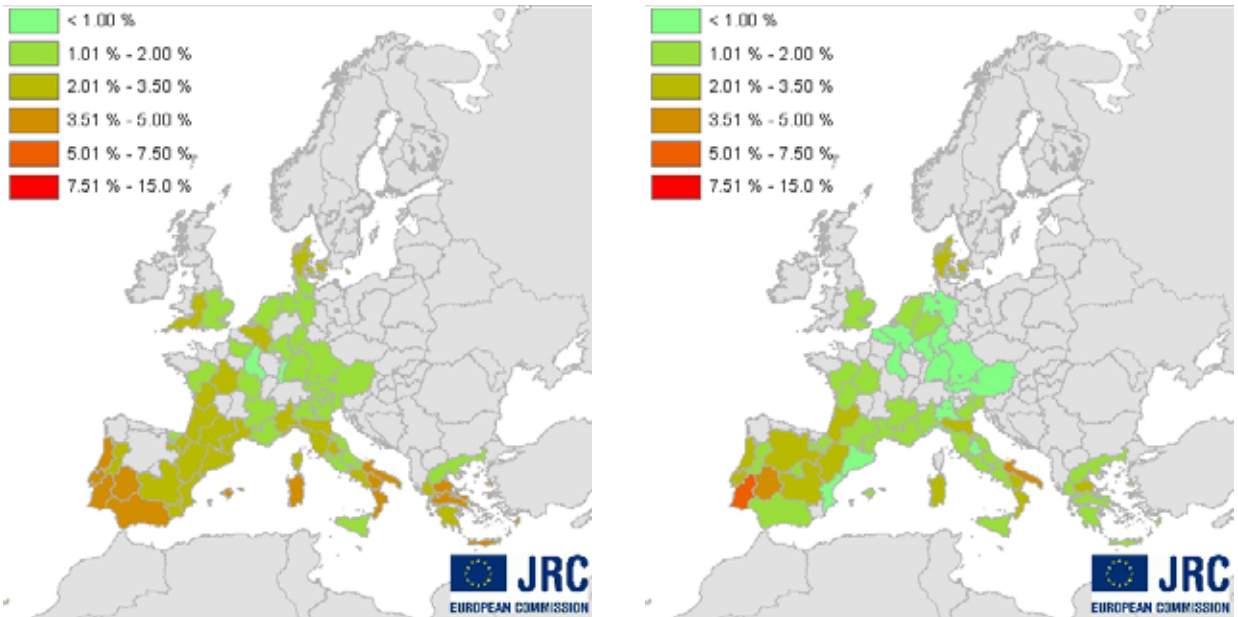 < 1.00 %
1.01 % - 2.00 %
2.01 % - 3.50 %
3.51 % - 5.00 %
5.01 % - 7.50 %
7.51 % - 15.0 %
JRC
EUROPEAN COMMISSION
< 1.00 %
1.01 % - 2.00 %
2.01 % - 3.50 %
3.51 % - 5.00 %
5.01 % - 7.50 %
7.51 % - 15.0 %
JRC
EUROPEAN COMMISSION